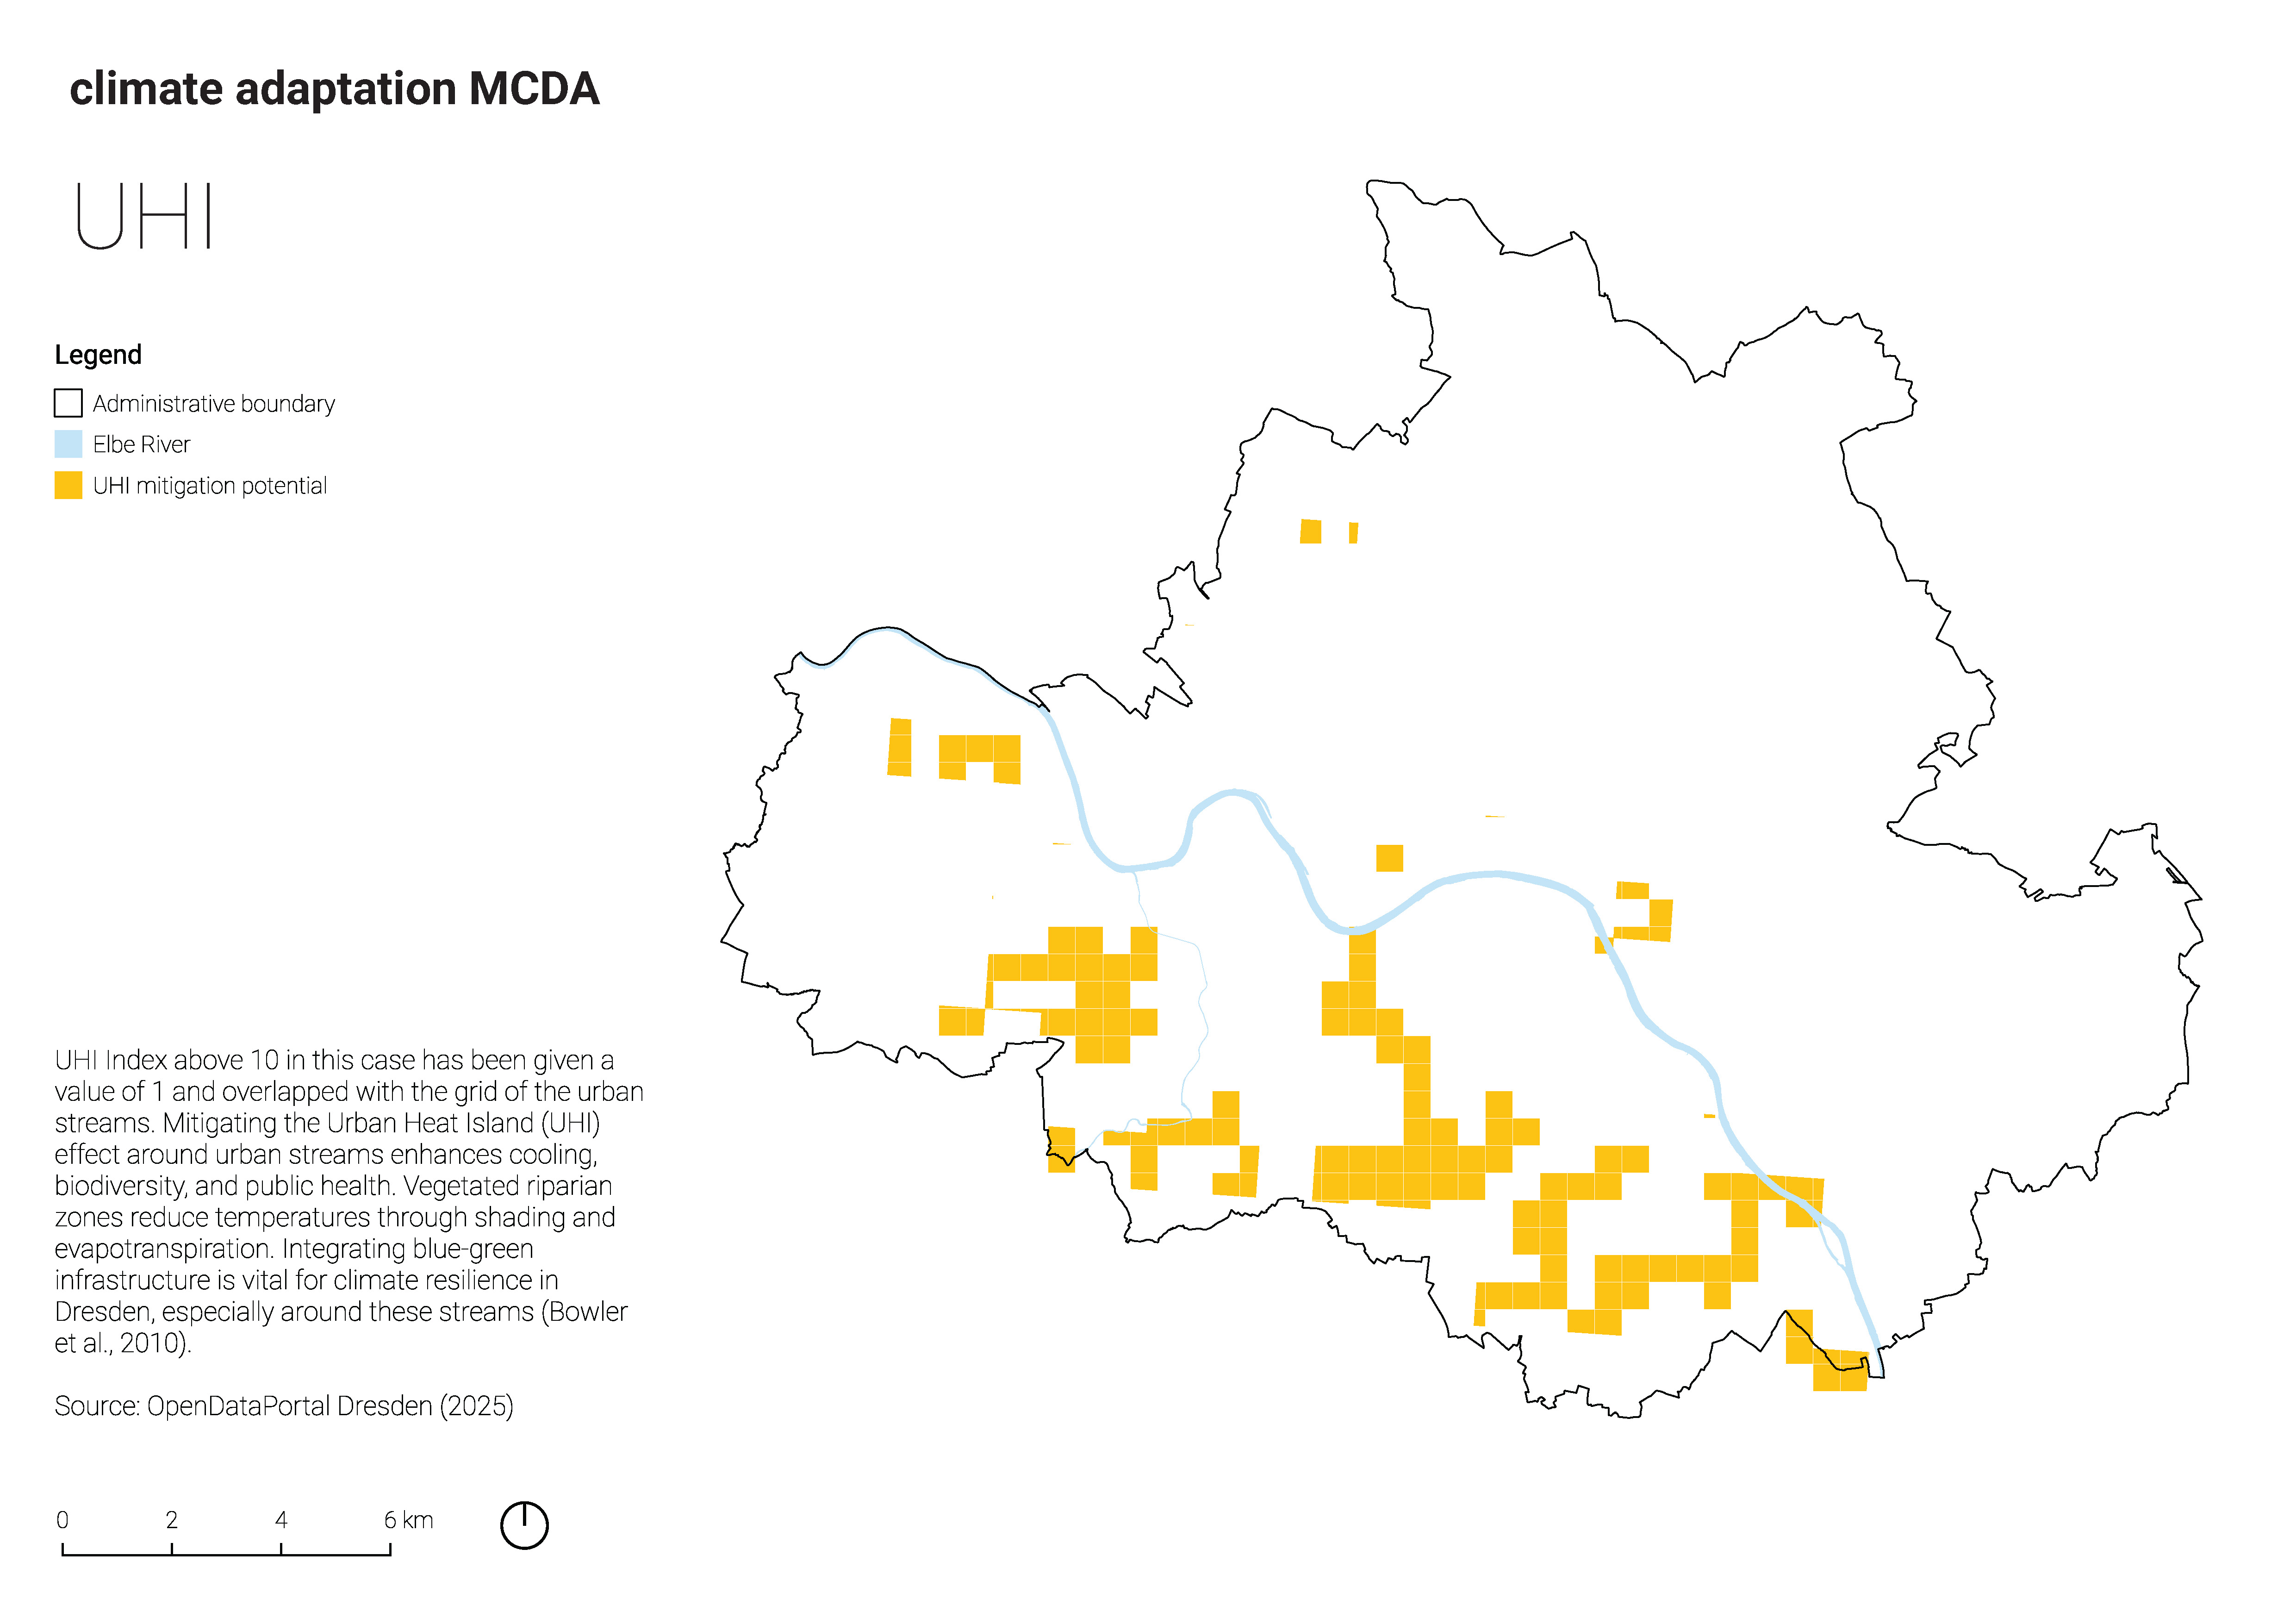 climate adaptation MCDA
UHI
Legend
Administrative boundary
Elbe River
UHI mitigation potential
UHI Index above 10 in this case has been given a
value of 1 and overlapped with the grid of the urban
streams. Mitigating the Urban Heat Island (UHI)
effect around urban streams enhances cooling,
biodiversity, and public health. Vegetated riparian
zones reduce temperatures through shading and
evapotranspiration. Integrating blue-green
infrastructure is vital for climate resilience in
Dresden, especially around these streams (Bowler
et al., 2010).
Source: OpenDataPortal Dresden (2025)
0 2 4 6 km